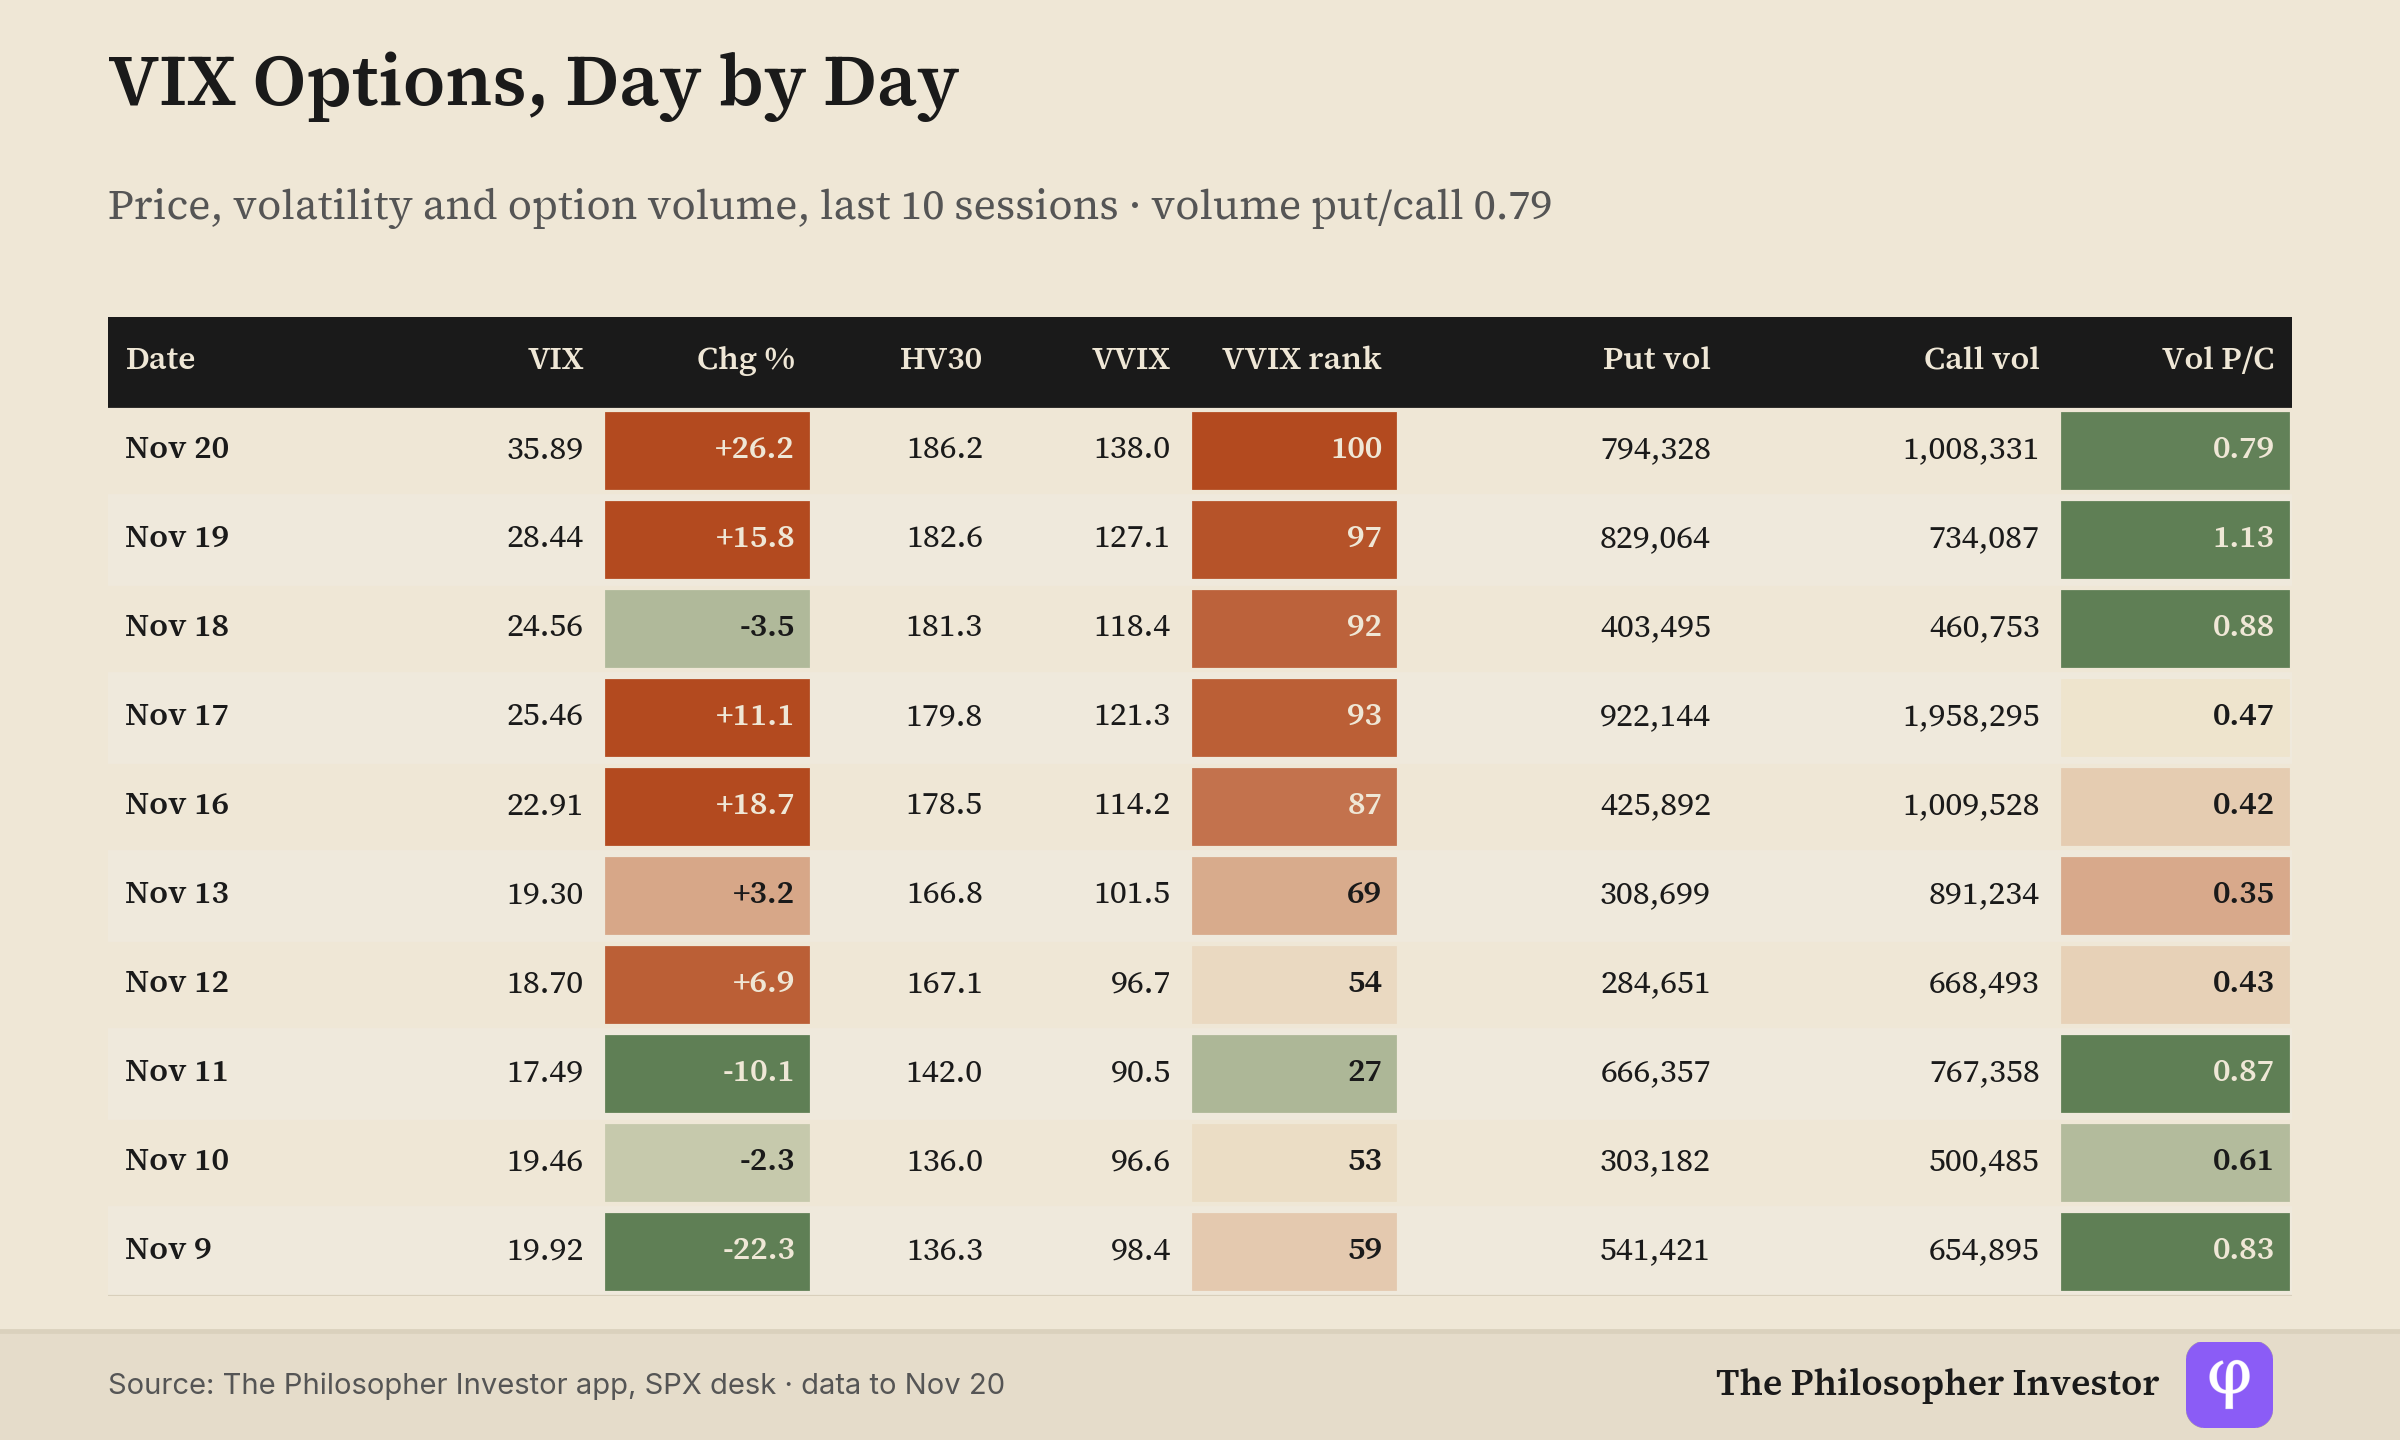 VIX Options, Day by Day
Price, volatility and option volume, last 10 sessions · volume put/call 0.79
Date VIX Chg % HV30 VVIX VVIX rank Put vol Call vol Vol P/C
Nov 20 35.89 +26.2 186.2 138.0 100 794,328 1,008,331 0.79
Nov 19 28.44 +15.8 182.6 127.1 97 829,064 734,087 1.13
Nov 18 24.56 -3.5 181.3 118.4 92 403,495 460,753 0.88
Nov 17 25.46 +11.1 179.8 121.3 93 922,144 1,958,295 0.47
Nov 16 22.91 +18.7 178.5 114.2 87 425,892 1,009,528 0.42
Nov 13 19.30 +3.2 166.8 101.5 69 308,699 891,234 0.35
Nov 12 18.70 +6.9 167.1 96.7 54 284,651 668,493 0.43
Nov 11 17.49 -10.1 142.0 90.5 27 666,357 767,358 0.87
Nov 10 19.46 -2.3 136.0 96.6 53 303,182 500,485 0.61
Nov 9 19.92 -22.3 136.3 98.4 59 541,421 654,895 0.83
Source: The Philosopher Investor app, SPX desk · data to Nov 20
The Philosopher Investor φ